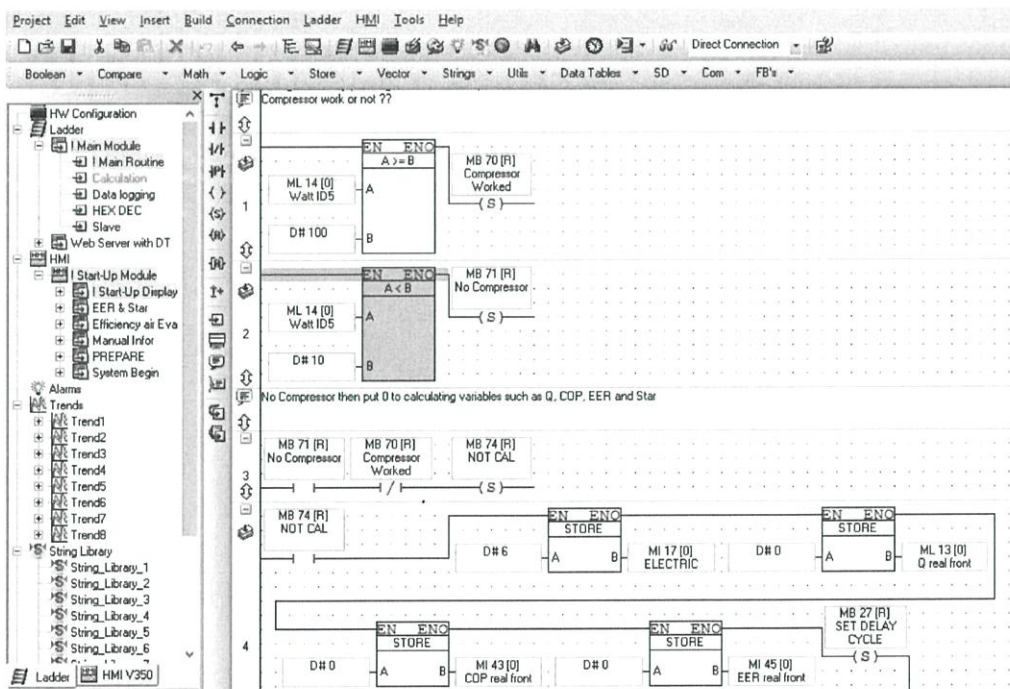 Project Edit View Insert Build Connection Ladder HMI Tools Help
Direct Connection
Boolean Compare Math Logic Store Vector Strings Utils Data Tables SD Com FB's
HW Configuration
Ladder
! Main Module
! Main Routine
Calculation
Data logging
HEX DEC
Slave
Web Server with DT
HMI
! Start-Up Module
! Start-Up Display
EER & Star
Efficiency air Eva
Manual Infor
PREPARE
System Begin
Alarms
Trends
Trend1
Trend2
Trend3
Trend4
Trend5
Trend6
Trend7
Trend8
String Library
String_Library_1
String_Library_2
String_Library_3
String_Library_4
String_Library_5
String_Library_6
Ladder HMI V350
Compressor work or not ??
1
EN ENO
A >= B
ML 14 [0]
Watt ID5
A
D# 100
B
MB 70 [R]
Compressor
Worked
(S)
2
EN ENO
A < B
ML 14 [0]
Watt ID5
A
D# 10
B
MB 71 [R]
No Compressor
(S)
No Compressor then put 0 to calculating variables such as Q, COP, EER and Star
3
MB 71 [R]
No Compressor
MB 70 [R]
Compressor
Worked
MB 74 [R]
NOT CAL
(S)
4
MB 74 [R]
NOT CAL
EN ENO
STORE
D# 6
A B
MI 17 [0]
ELECTRIC
EN ENO
STORE
D# 0
A B
ML 13 [0]
Q real front
EN ENO
STORE
D# 0
A B
MI 43 [0]
COP real front
EN ENO
STORE
D# 0
A B
MI 45 [0]
EER real front
MB 27 [R]
SET DELAY
CYCLE
(S)